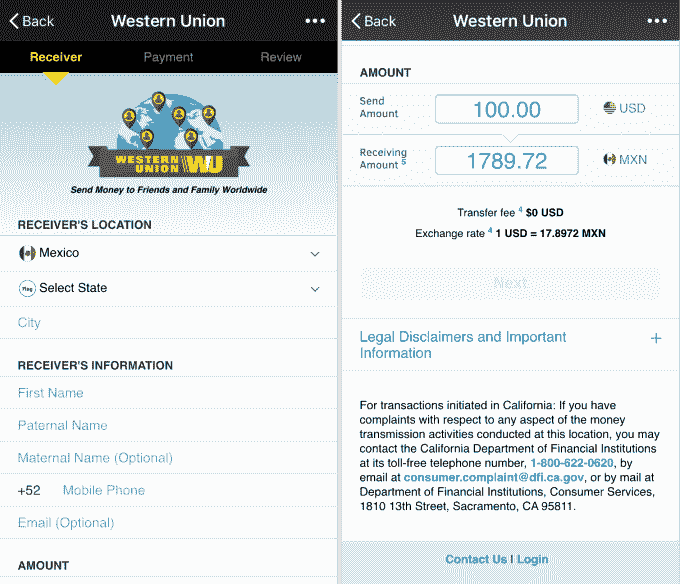 Back
Western Union
•••
Receiver
Payment
Review
WESTERN
UNION
WU
Send Money to Friends and Family Worldwide
RECEIVER'S LOCATION
Mexico
Flag
Select State
City
RECEIVER'S INFORMATION
First Name
Paternal Name
Maternal Name (Optional)
+52 Mobile Phone
Email (Optional)
AMOUNT
Back
Western Union
•••
AMOUNT
Send
Amount
100.00
USD
Receiving
Amount 5
1789.72
MXN
Transfer fee 4 $0 USD
Exchange rate 4 1 USD = 17.8972 MXN
Next
Legal Disclaimers and Important
Information
+
For transactions initiated in California: If you have
complaints with respect to any aspect of the money
transmission activities conducted at this location, you may
contact the California Department of Financial Institutions
at its toll-free telephone number, 1-800-622-0620, by
email at consumer.complaint@dfi.ca.gov, or by mail at
Department of Financial Institutions, Consumer Services,
1810 13th Street, Sacramento, CA 95811.
Contact Us | Login